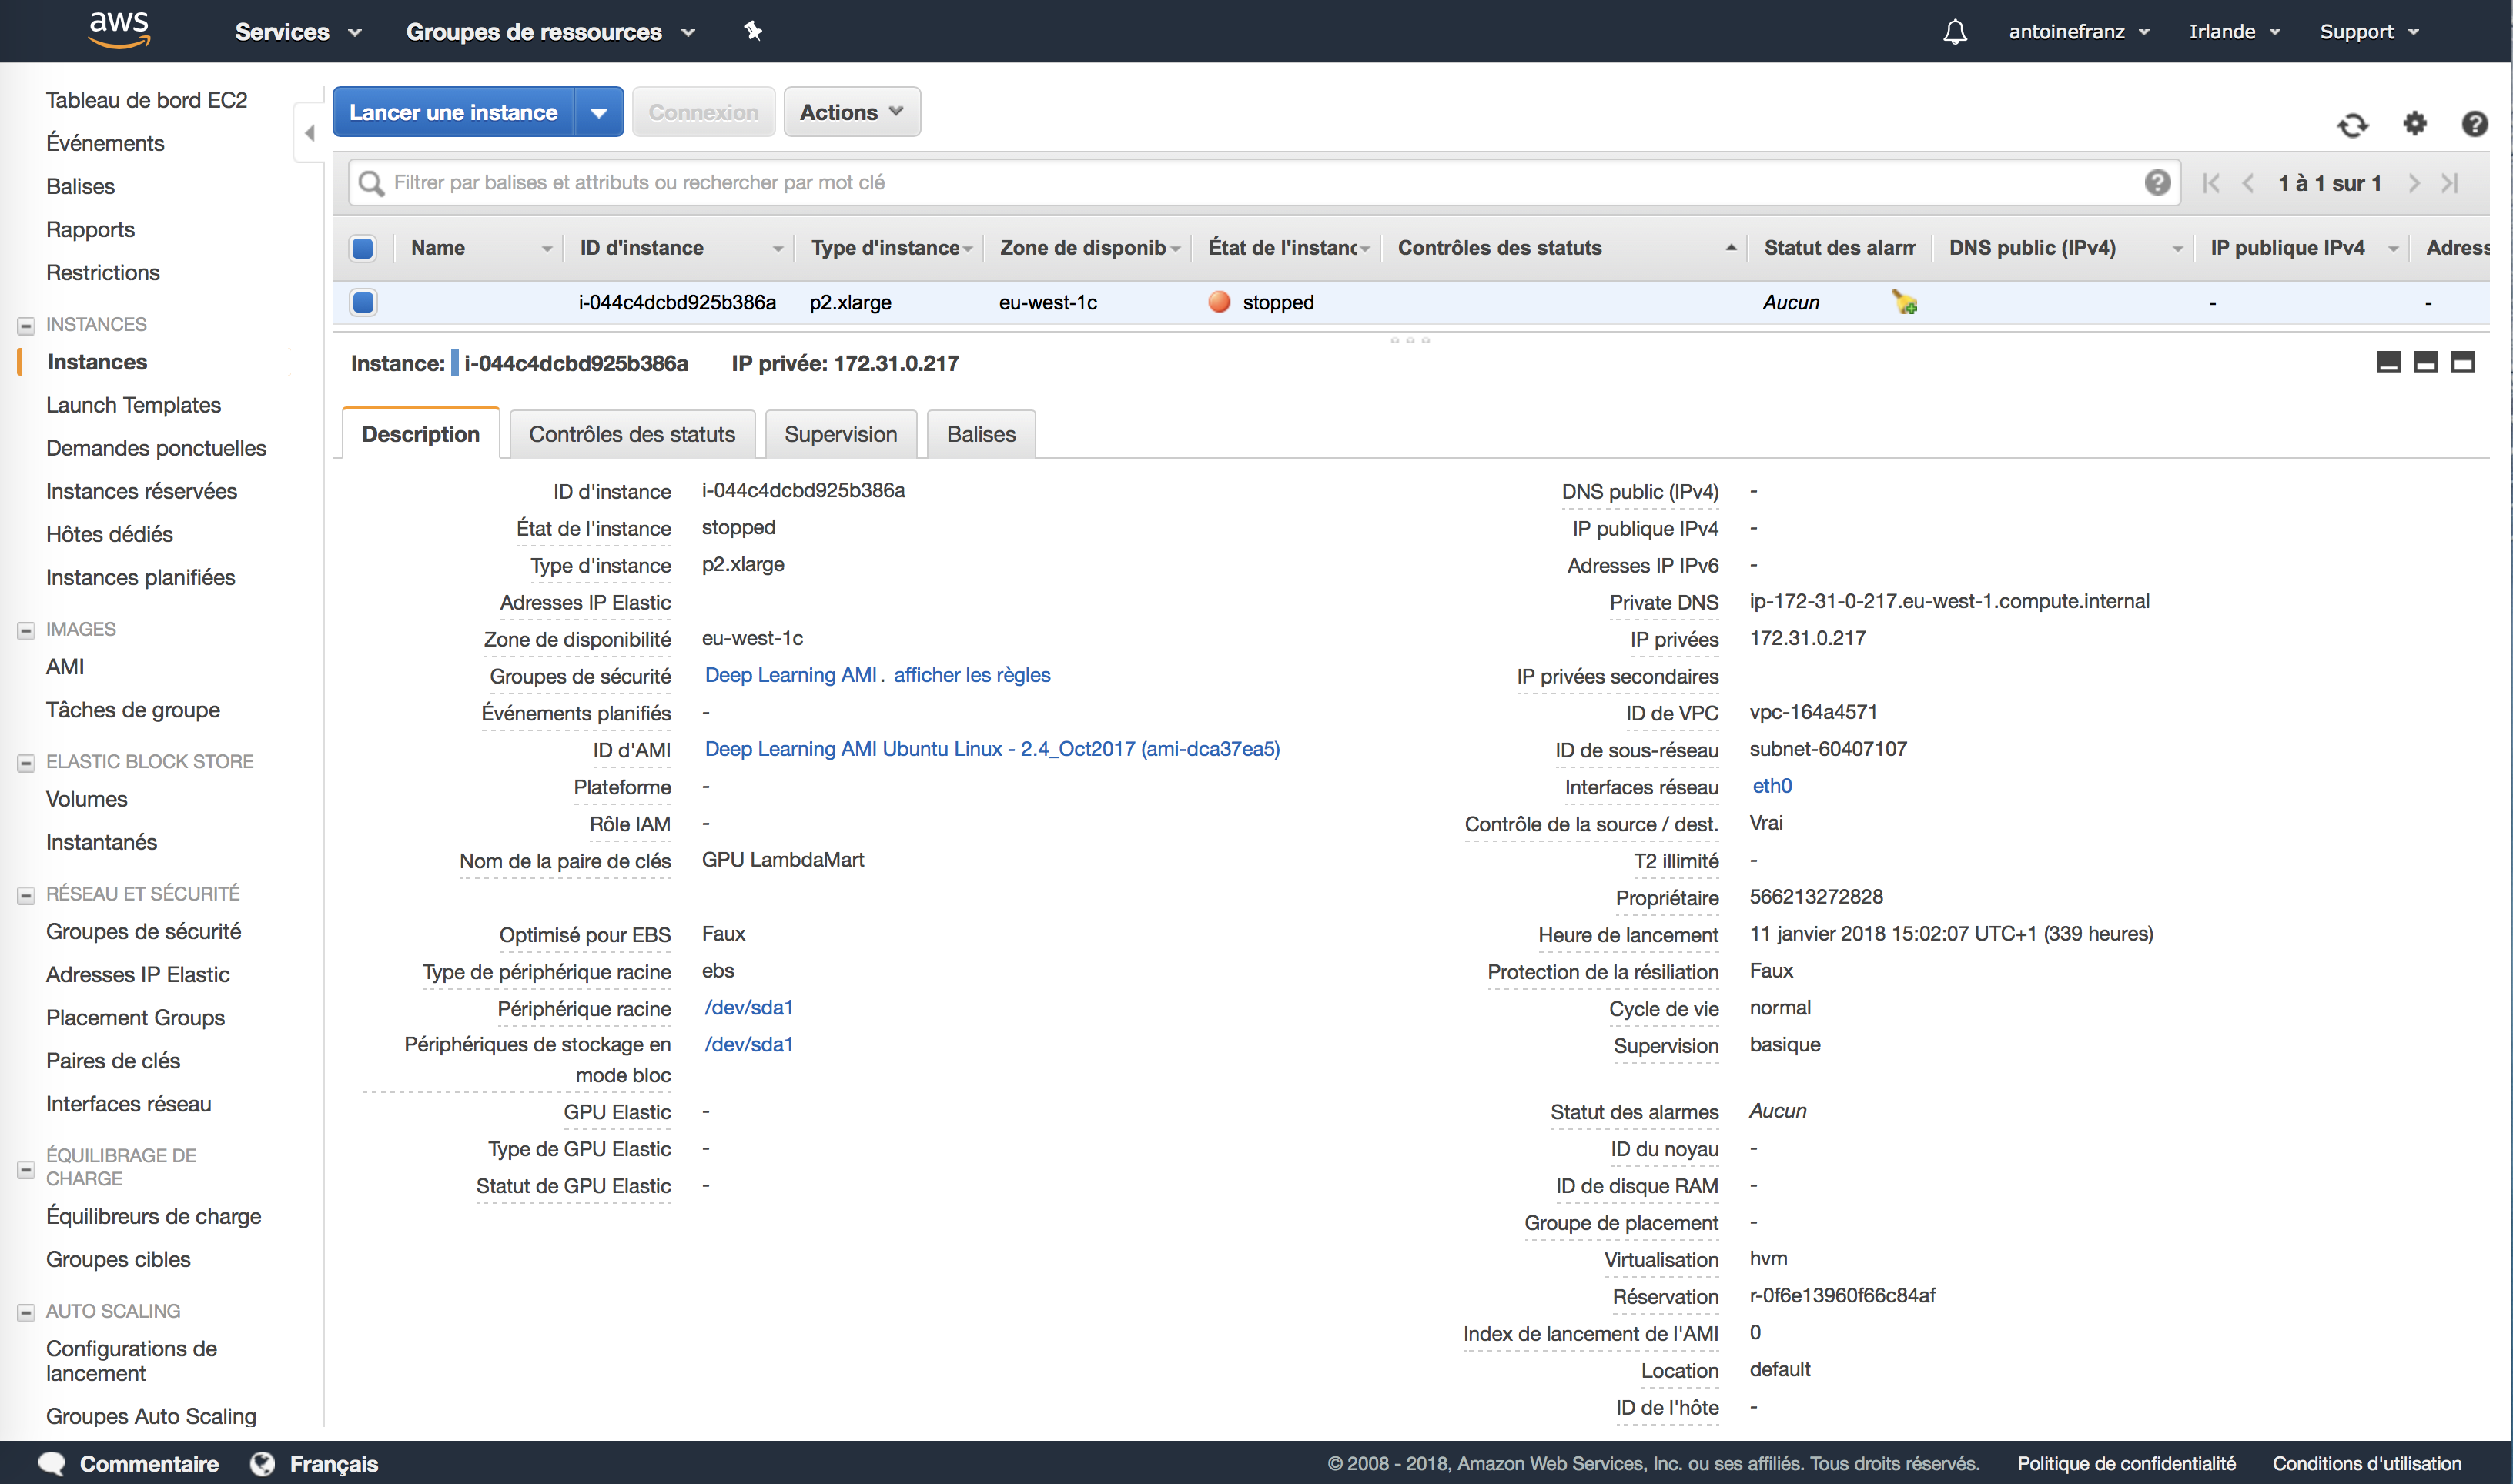 aws
Services
Groupes de ressources
antoinefranz
Irlande
Support
Tableau de bord EC2
Événements
Balises
Rapports
Restrictions
INSTANCES
Instances
Launch Templates
Demandes ponctuelles
Instances réservées
Hôtes dédiés
Instances planifiées
IMAGES
AMI
Tâches de groupe
ELASTIC BLOCK STORE
Volumes
Instantanés
RÉSEAU ET SÉCURITÉ
Groupes de sécurité
Adresses IP Elastic
Placement Groups
Paires de clés
Interfaces réseau
ÉQUILIBRAGE DE
CHARGE
Équilibreurs de charge
Groupes cibles
AUTO SCALING
Configurations de
lancement
Groupes Auto Scaling
Lancer une instance
Connexion
Actions
Filtrer par balises et attributs ou rechercher par mot clé
1 à 1 sur 1
Name ID d'instance Type d'instance Zone de disponib État de l'instanc Contrôles des statuts Statut des alarm DNS public (IPv4) IP publique IPv4 Adress
i-044c4dcbd925b386a p2.xlarge eu-west-1c stopped Aucun - -
Instance: i-044c4dcbd925b386a IP privée: 172.31.0.217
Description Contrôles des statuts Supervision Balises
ID d'instance i-044c4dcbd925b386a
État de l'instance stopped
Type d'instance p2.xlarge
Adresses IP Elastic
Zone de disponibilité eu-west-1c
Groupes de sécurité Deep Learning AMI. afficher les règles
Événements planifiés -
ID d'AMI Deep Learning AMI Ubuntu Linux - 2.4_Oct2017 (ami-dca37ea5)
Plateforme -
Rôle IAM -
Nom de la paire de clés GPU LambdaMart
Optimisé pour EBS Faux
Type de périphérique racine ebs
Périphérique racine /dev/sda1
Périphériques de stockage en /dev/sda1
mode bloc
GPU Elastic -
Type de GPU Elastic -
Statut de GPU Elastic -
DNS public (IPv4) -
IP publique IPv4 -
Adresses IP IPv6 -
Private DNS ip-172-31-0-217.eu-west-1.compute.internal
IP privées 172.31.0.217
IP privées secondaires
ID de VPC vpc-164a4571
ID de sous-réseau subnet-60407107
Interfaces réseau eth0
Contrôle de la source / dest. Vrai
T2 illimité -
Propriétaire 566213272828
Heure de lancement 11 janvier 2018 15:02:07 UTC+1 (339 heures)
Protection de la résiliation Faux
Cycle de vie normal
Supervision basique
Statut des alarmes Aucun
ID du noyau -
ID de disque RAM -
Groupe de placement -
Virtualisation hvm
Réservation r-0f6e13960f66c84af
Index de lancement de l'AMI 0
Location default
ID de l'hôte -
Commentaire
Français
© 2008 - 2018, Amazon Web Services, Inc. ou ses affiliés. Tous droits réservés.
Politique de confidentialité
Conditions d'utilisation